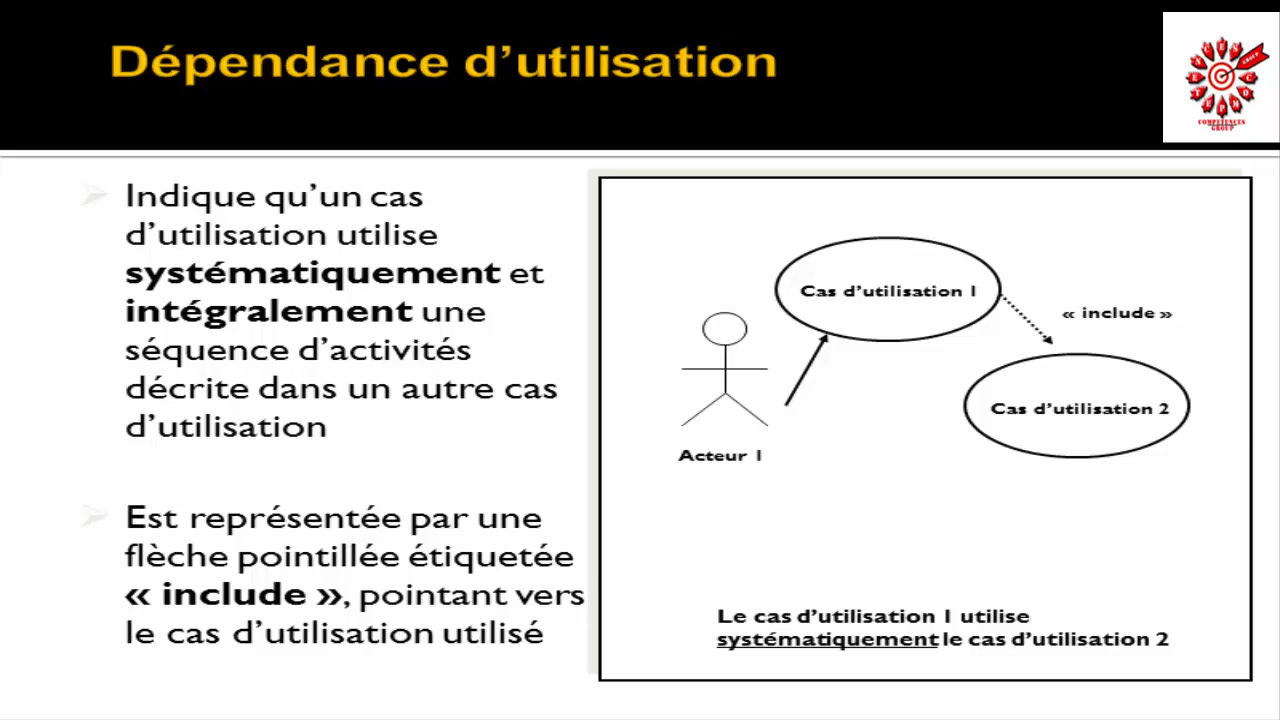 Dépendance d’utilisation
COMPETENCES
GROUP
Indique qu’un cas
d’utilisation utilise
systématiquement et
intégralement une
séquence d’activités
décrite dans un autre cas
d’utilisation
Est représentée par une
flèche pointillée étiquetée
« include », pointant vers
le cas d’utilisation utilisé
Cas d’utilisation 1
« include »
Cas d’utilisation 2
Acteur 1
Le cas d’utilisation 1 utilise
systématiquement le cas d’utilisation 2